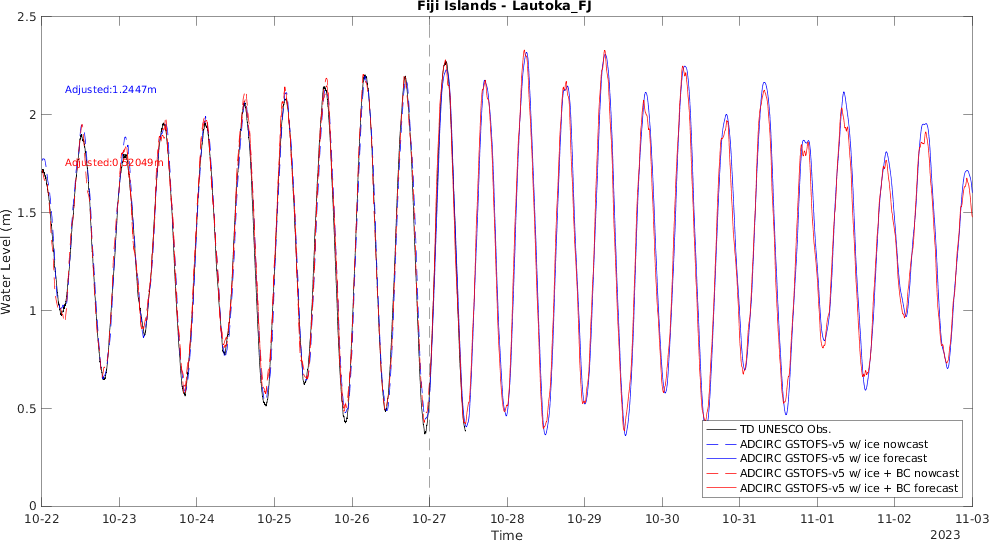 Fiji Islands - Lautoka_FJ
2.5
2
1.5
1
0.5
0
Water Level (m)
Adjusted:1.2447m
Adjusted:0.62049m
TD UNESCO Obs.
ADCIRC GSTOFS-v5 w/ ice nowcast
ADCIRC GSTOFS-v5 w/ ice forecast
ADCIRC GSTOFS-v5 w/ ice + BC nowcast
ADCIRC GSTOFS-v5 w/ ice + BC forecast
10-22 10-23 10-24 10-25 10-26 10-27 10-28 10-29 10-30 10-31 11-01 11-02 11-03
Time
2023